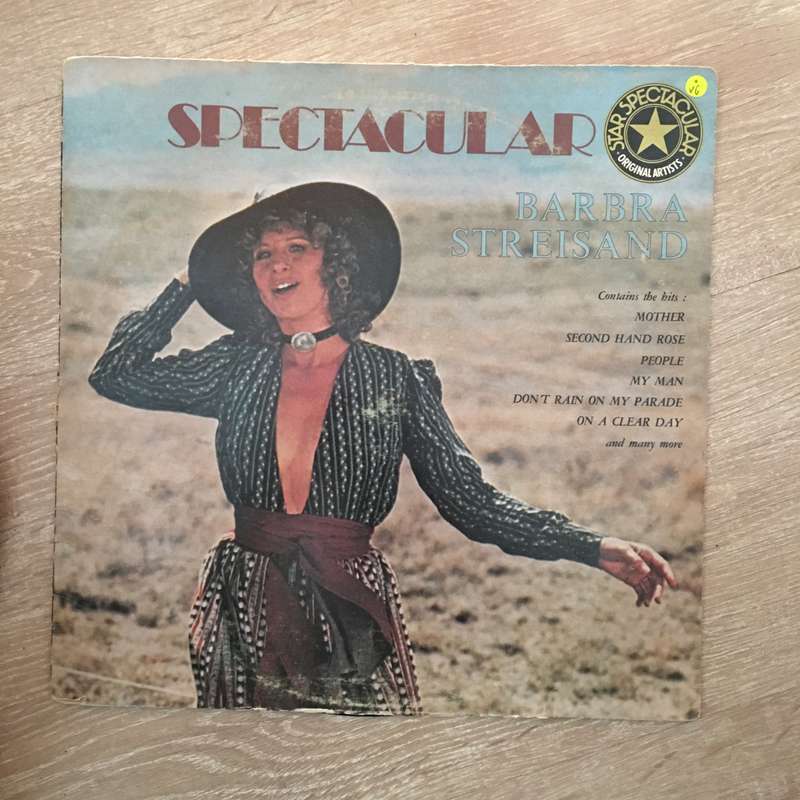 SPECTACULAR
STAR SPECTACULAR
· ORIGINAL ARTISTS ·
VG
BARBRA
STREISAND
Contains the hits :
MOTHER
SECOND HAND ROSE
PEOPLE
MY MAN
DON'T RAIN ON MY PARADE
ON A CLEAR DAY
and many more